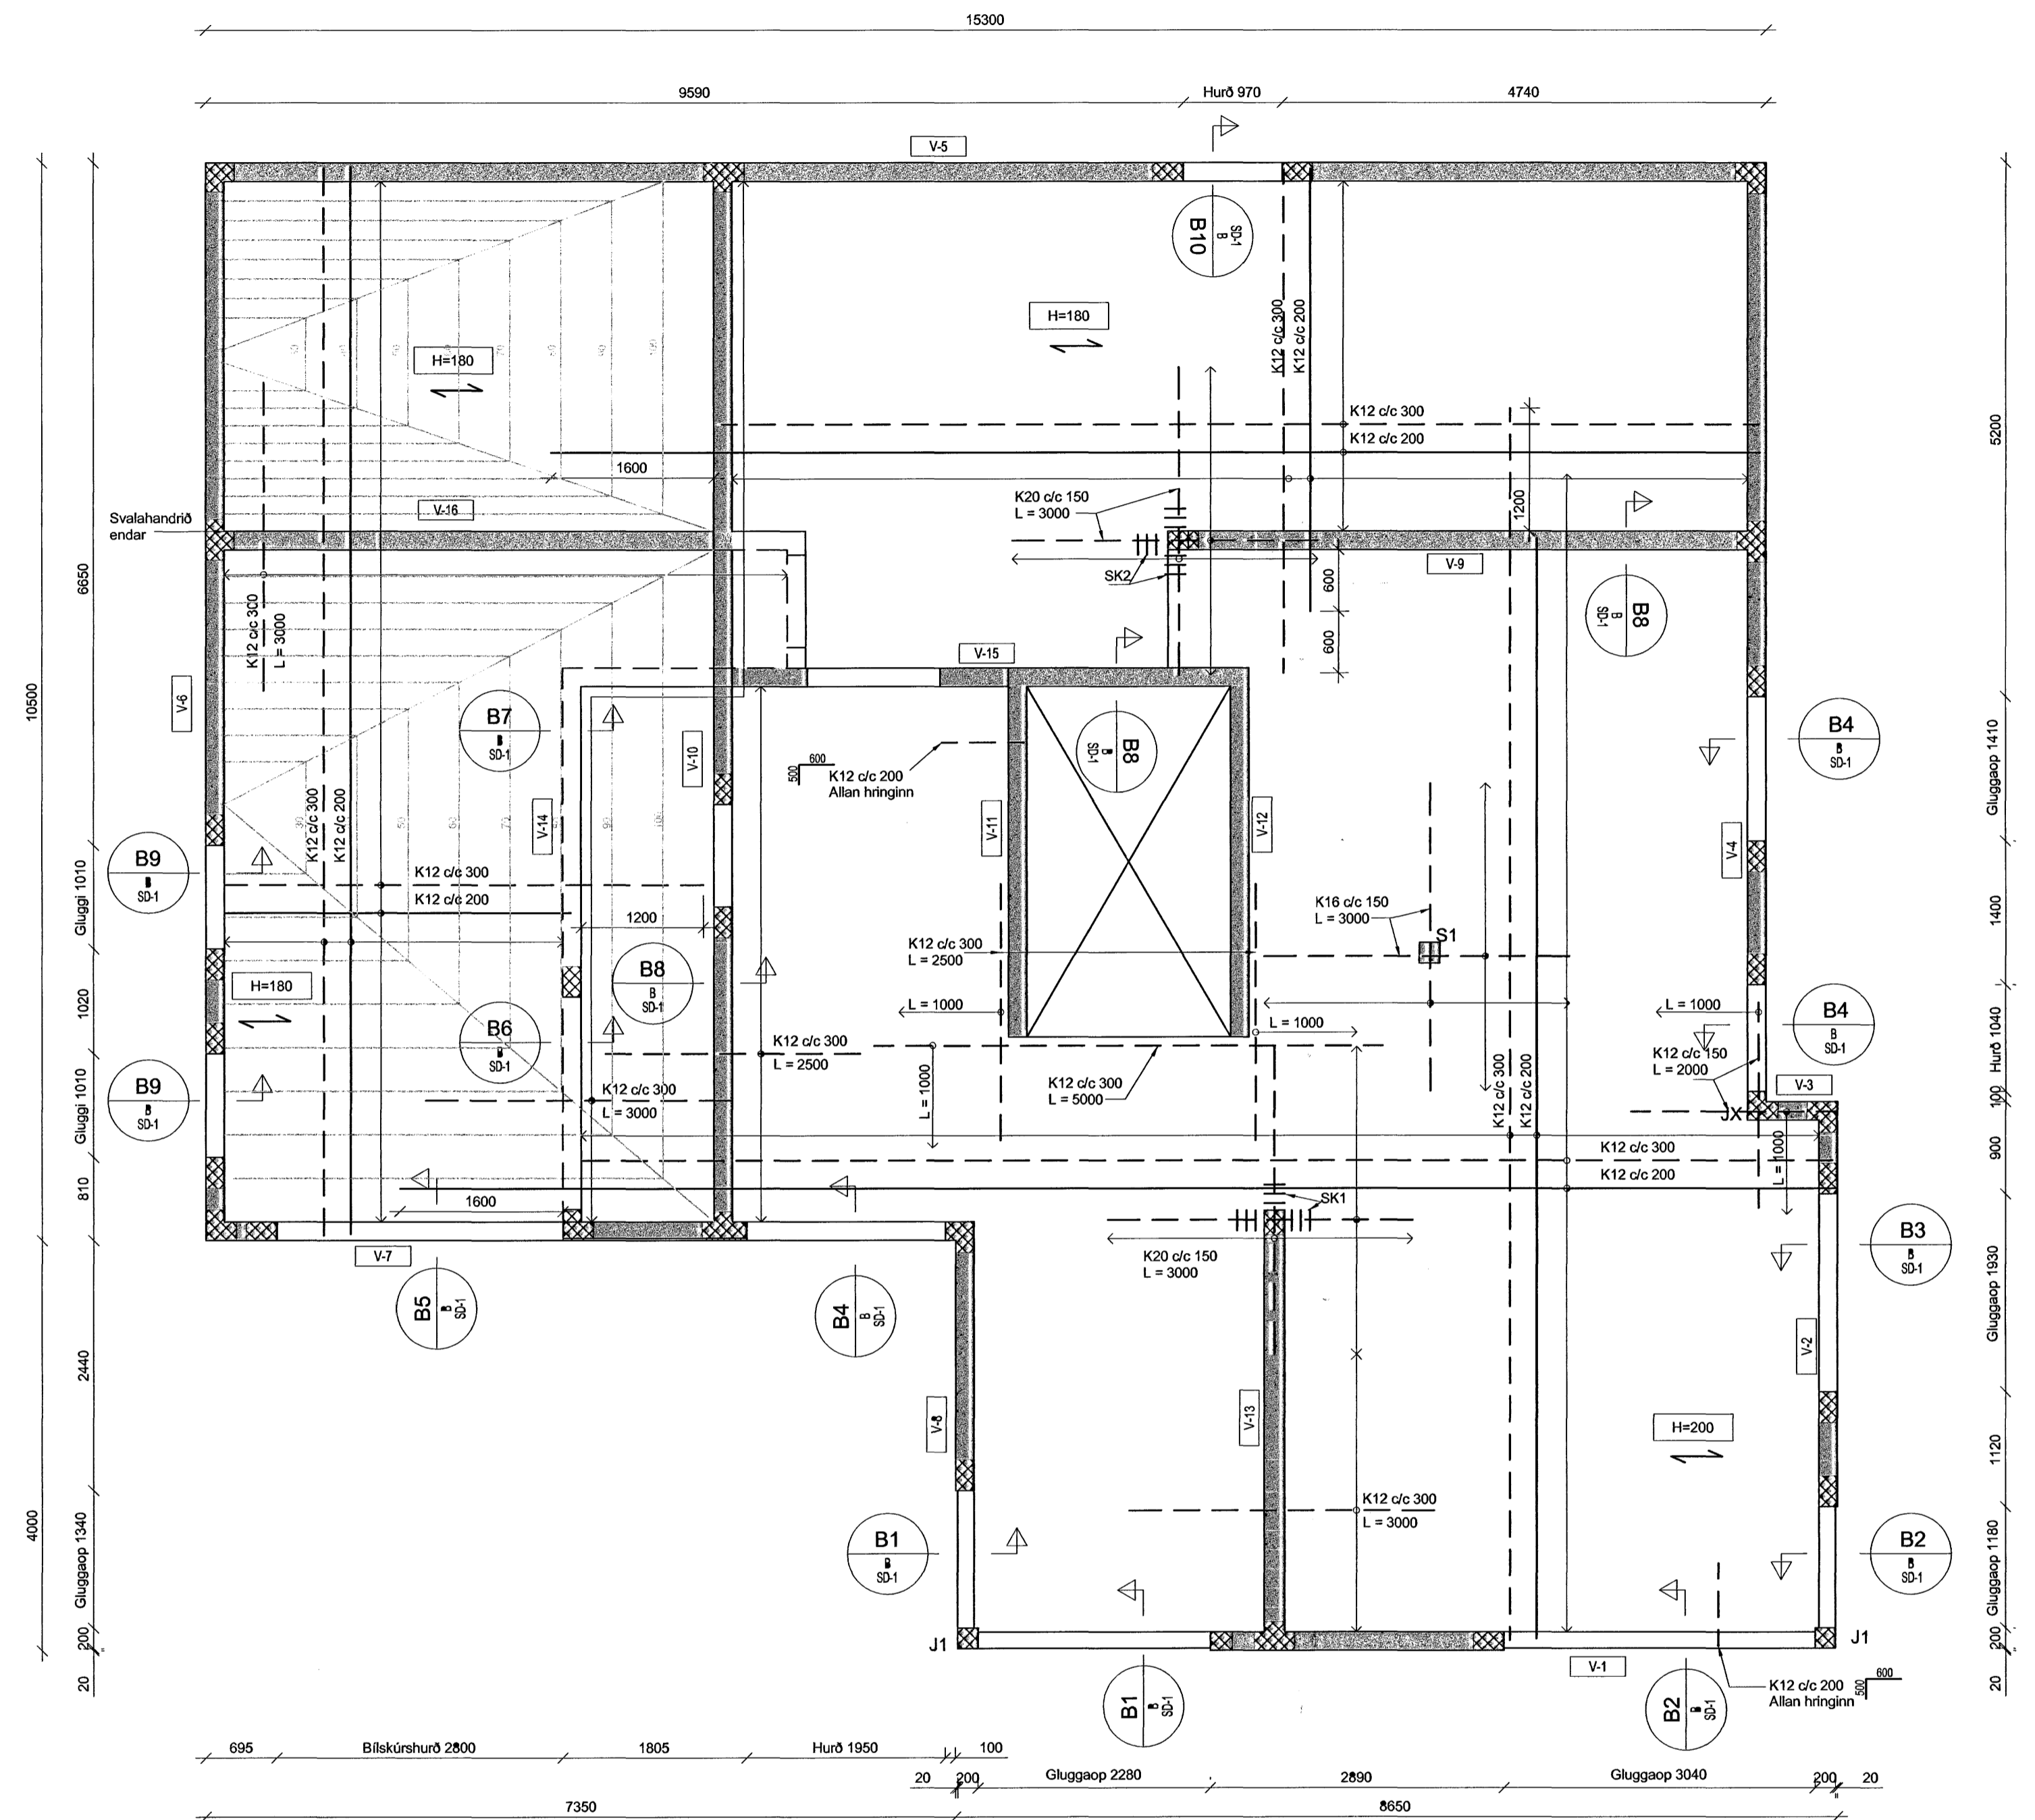 15300
9590
Hurð 970
4740
V-5
B10
B
SD-1
H=180
K12 c/c 300
K12 c/c 200
H=180
K12 c/c 300
K12 c/c 200
1600
K20 c/c 150
L = 3000
1200
5200
V-16
Svalahandrið
endar
SK2
V-9
600
600
B8
B
SD-1
6650
K12 c/c 300
L = 3000
V-15
10500
V-6
B7
B
SD-1
V-10
600
500
K12 c/c 200
Allan hringinn
B8
B
SD-1
B4
B
SD-1
Gluggaop 1410
V-14
V-11
V-12
V-4
K12 c/c 300
K12 c/c 200
B9
B
SD-1
Gluggi 1010
K12 c/c 300
K12 c/c 200
1200
K16 c/c 150
L = 3000
S1
1400
K12 c/c 300
L = 2500
H=180
B8
B
SD-1
1020
L = 1000
L = 1000
L = 1000
B4
B
SD-1
Hurð 1040
B6
B
SD-1
K12 c/c 300
L = 2500
K12 c/c 300
L = 3000
L = 1000
K12 c/c 300
L = 5000
K12 c/c 300
K12 c/c 200
K12 c/c 150
L = 2000
V-3
JX
100
B9
B
SD-1
Gluggi 1010
L = 1000
900
K12 c/c 300
K12 c/c 200
810
1600
SK1
V-7
K20 c/c 150
L = 3000
B5
B
SD-1
B4
B
SD-1
B3
B
SD-1
Gluggaop 1930
2440
V-2
V-8
V-13
H=200
1120
4000
Gluggaop 1340
K12 c/c 300
L = 3000
B1
B
SD-1
B2
B
SD-1
Gluggaop 1180
200
20
J1
J1
200
20
V-1
B1
B
SD-1
B2
B
SD-1
K12 c/c 200
Allan hringinn
600
500
695
Bílskúrshurð 2800
1805
Hurð 1950
100
20
200
Gluggaop 2280
2890
Gluggaop 3040
200
20
7350
8650